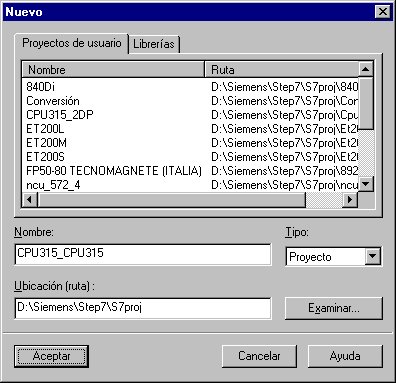 Nuevo
Proyectos de usuario Librerías
Nombre Ruta
840Di D:\Siemens\Step7\S7proj\840
Conversión D:\Siemens\Step7\S7proj\Con
CPU315_2DP D:\Siemens\Step7\S7proj\Cpu
ET200L D:\Siemens\Step7\S7proj\Et20
ET200M D:\Siemens\Step7\S7proj\Et20
ET200S D:\Siemens\Step7\S7proj\Et20
FP50-80 TECNOMAGNETE (ITALIA) D:\Siemens\Step7\S7proj\892
ncu_572_4 D:\Siemens\Step7\S7proj\ncu
Nombre: Tipo:
CPU315_CPU315 Proyecto
Ubicación (ruta) :
D:\Siemens\Step7\S7proj Examinar...
Aceptar Cancelar Ayuda